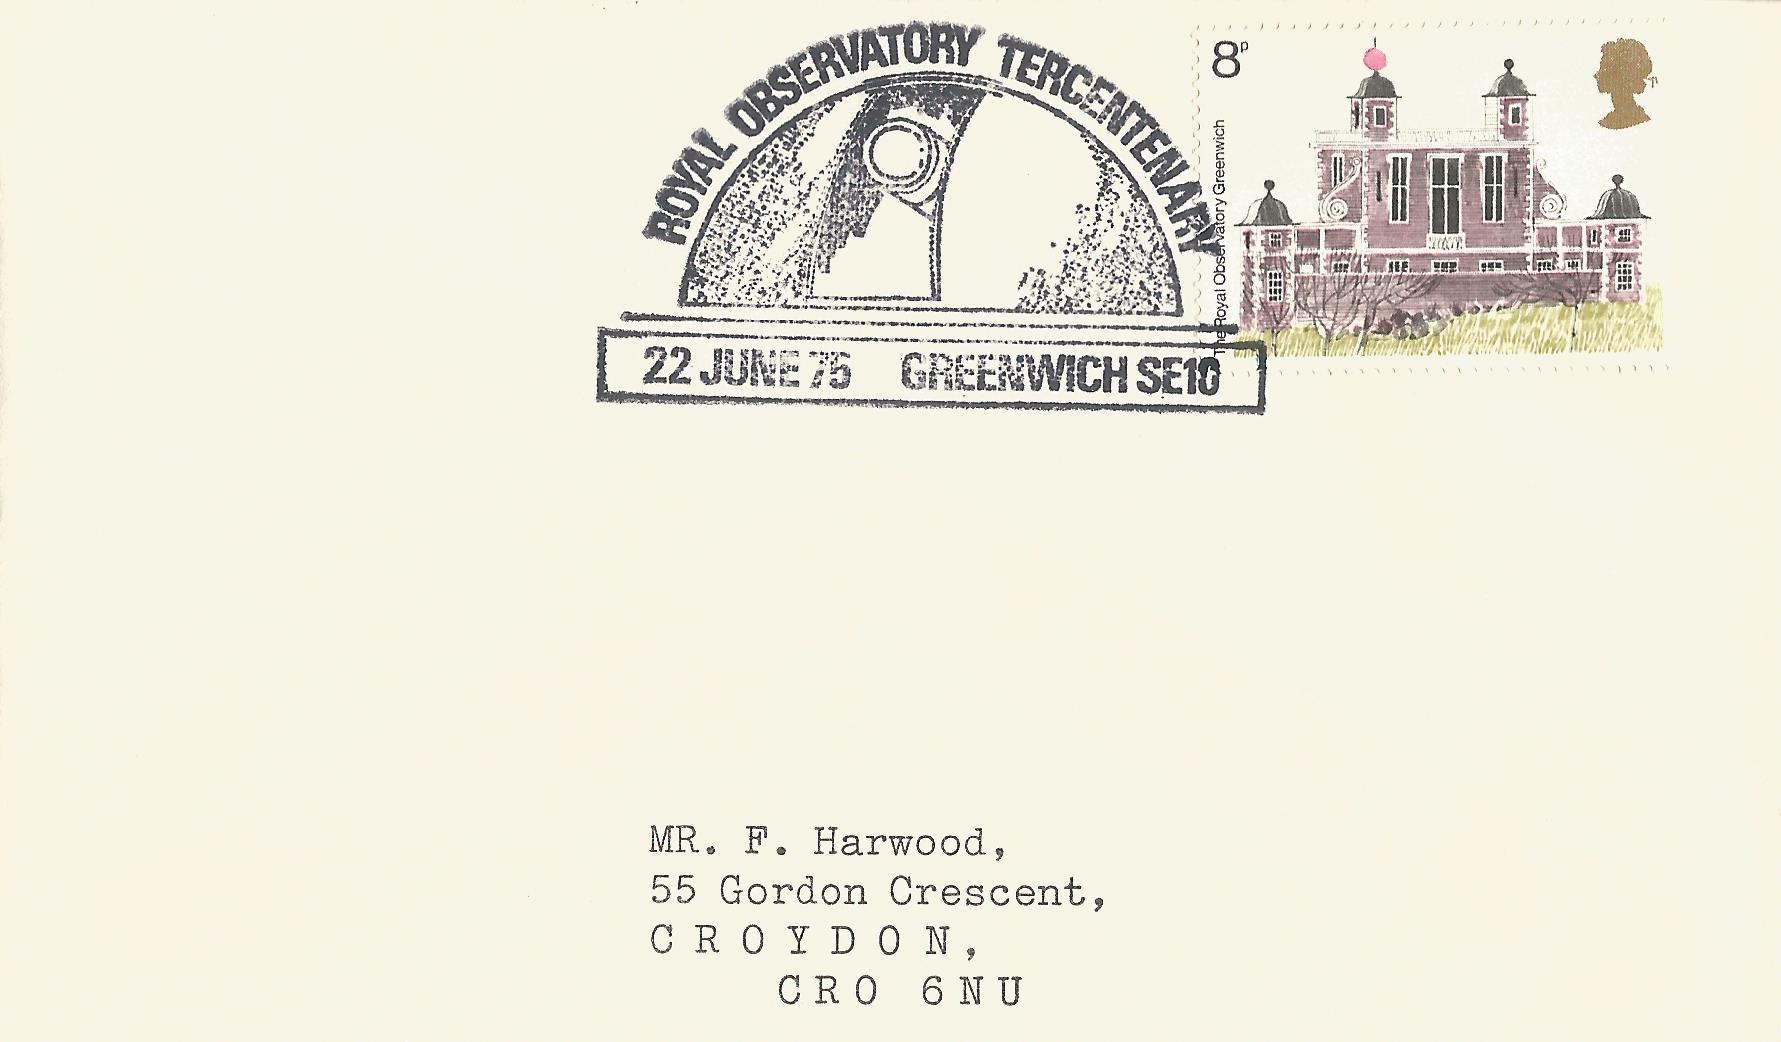 ROYAL OBSERVATORY TERCENTENARY
22 JUNE 75 GREENWICH SE10
8p
The Royal Observatory Greenwich
MR. F. Harwood,
55 Gordon Crescent,
CROYDON,
CRO 6NU